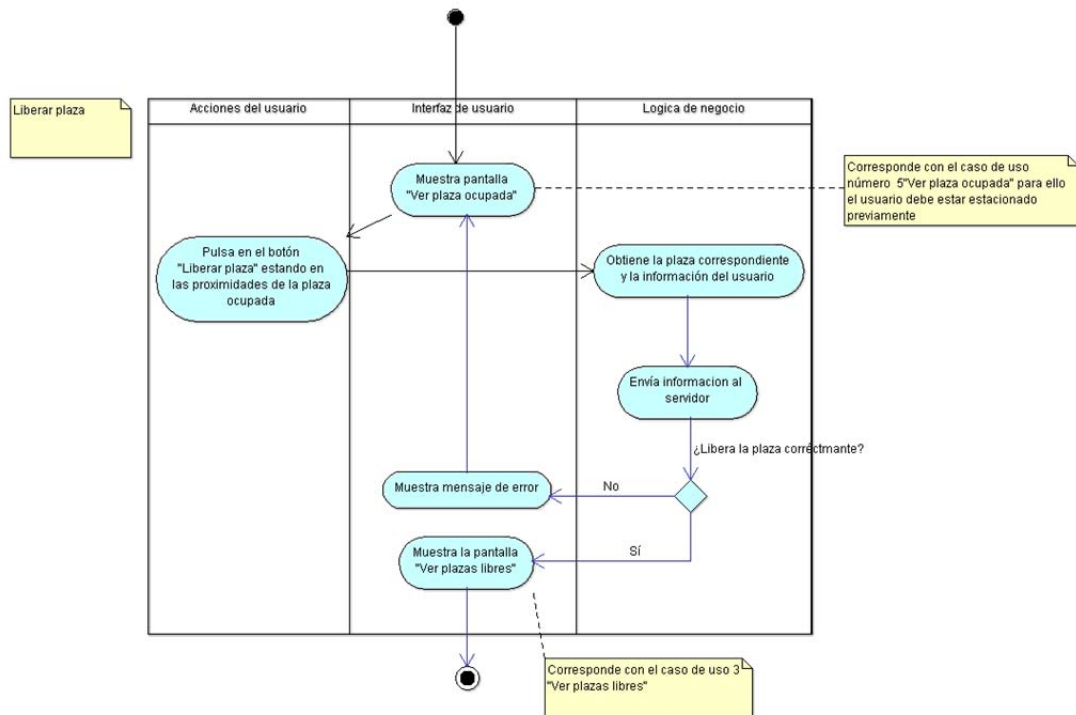 Liberar plaza
Acciones del usuario
Interfaz de usuario
Logica de negocio
Muestra pantalla
"Ver plaza ocupada"
Corresponde con el caso de uso
número 5"Ver plaza ocupada" para ello
el usuario debe estar estacionado
previamente
Pulsa en el botón
"Liberar plaza" estando en
las proximidades de la plaza
ocupada
Obtiene la plaza correspondiente
y la información del usuario
Envía informacion al
servidor
¿Libera la plaza corréctmante?
No
Muestra mensaje de error
Sí
Muestra la pantalla
"Ver plazas libres"
Corresponde con el caso de uso 3
"Ver plazas libres"